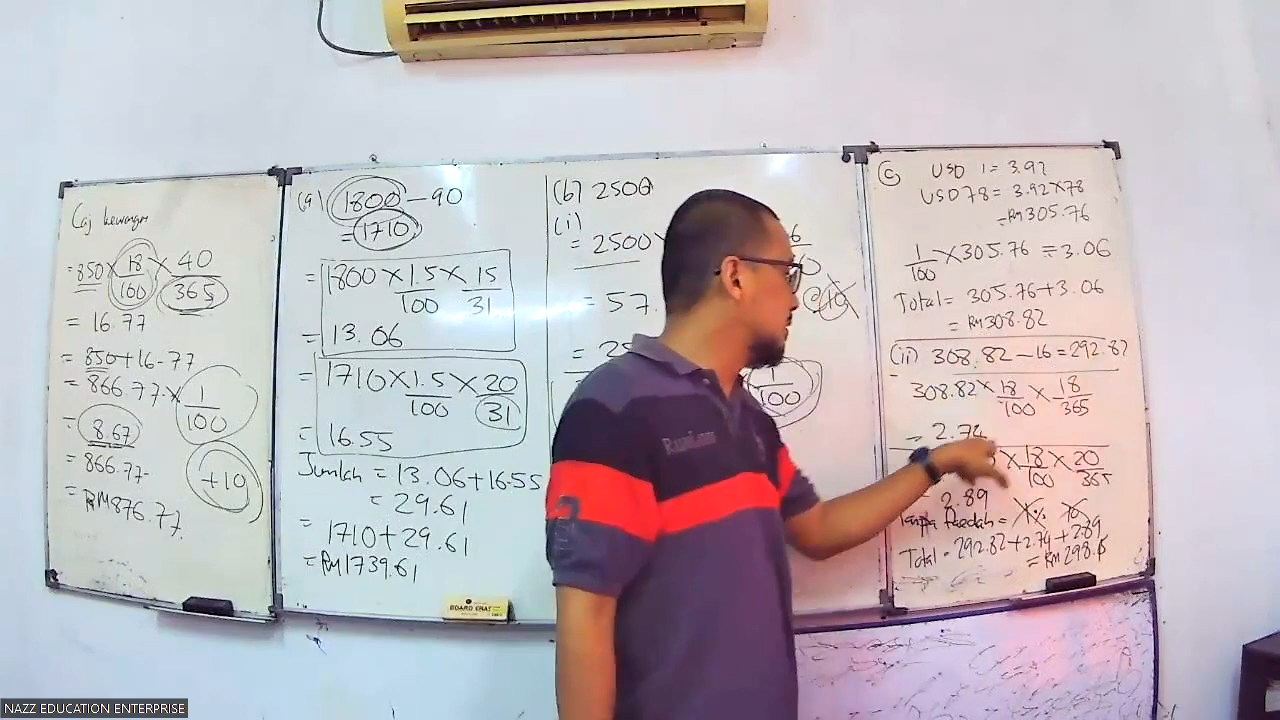 Caj
= 850 × 18/100 × 40/365
= 16.77
= 850+16-77
= 866.77 × 1/100
= 8.67
= 866.77-
+10
= RM876.77
(a) 1800 - 90
= 1710
= 1800 × 1.5/100 × 15/31
= 13.06
= 1710 × 1.5/100 × 20/31
= 16.55
Jumlah = 13.06+16.55
= 29.61
= 1710+29.61
= RM1739.61
(b) 2500
(i)
= 2500
= 57.
1/100
(c) USD 1 = 3.92
USD 78 = 3.92×78
= RM305.76
1/100 × 305.76 = 3.06
Total = 305.76+3.06
= RM308.82
(ii) 308.82 - 16 = 292.82
308.82 × 18/100 × 18/365
= 2.74
× 18/100 × 20/365
= 2.89
Tanpa Faedah =
Total = 292.82 + 2.74 + 2.89
BOARD ERAS
NAZZ EDUCATION ENTERPRISE